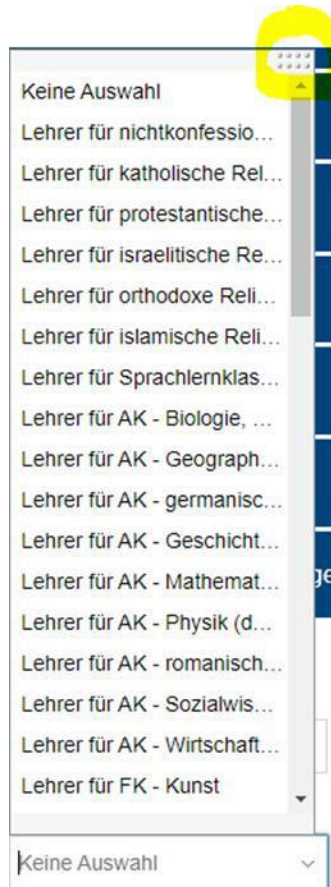 Keine Auswahl
Lehrer für nichtkonfessio...
Lehrer für katholische Rel...
Lehrer für protestantische...
Lehrer für israelitische Re...
Lehrer für orthodoxe Reli...
Lehrer für islamische Reli...
Lehrer für Sprachlernklas...
Lehrer für AK - Biologie, ...
Lehrer für AK - Geograph...
Lehrer für AK - germanisc...
Lehrer für AK - Geschicht...
Lehrer für AK - Mathemat...
Lehrer für AK - Physik (d...
Lehrer für AK - romanisch...
Lehrer für AK - Sozialwis...
Lehrer für AK - Wirtschaft...
Lehrer für FK - Kunst
Keine Auswahl